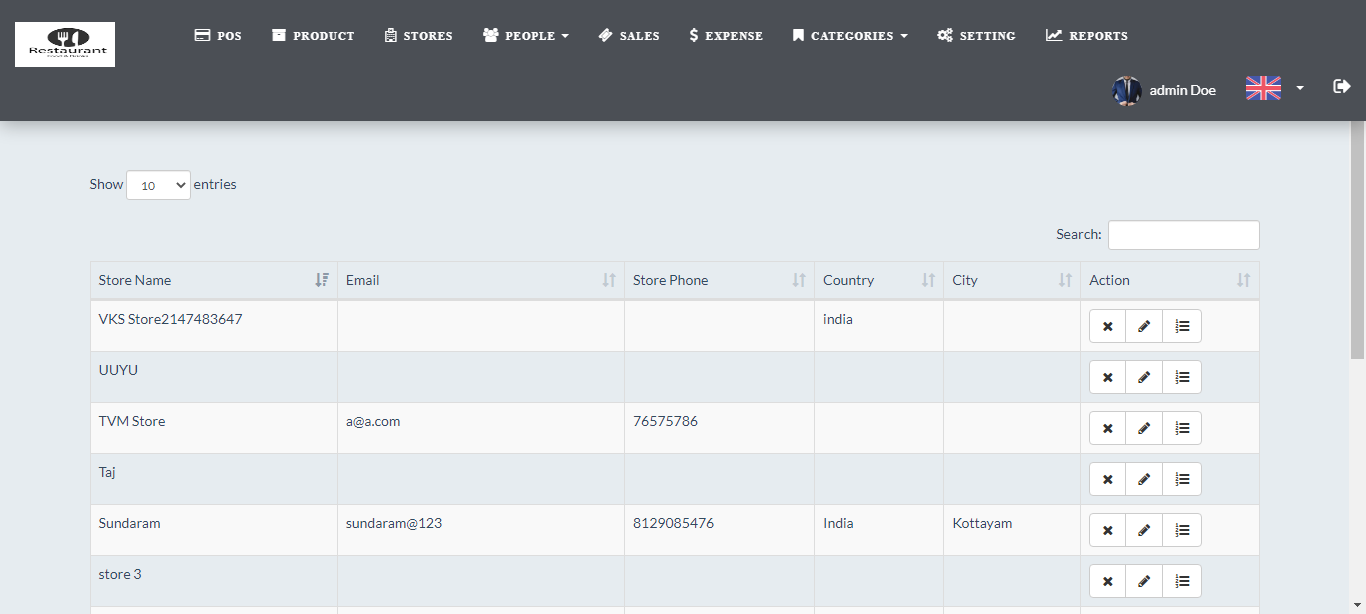 Restaurant
POS PRODUCT STORES PEOPLE SALES $ EXPENSE CATEGORIES SETTING REPORTS
admin Doe
Show 10 entries
Search:
Store Name Email Store Phone Country City Action
VKS Store2147483647 india
UUYU
TVM Store a@a.com 76575786
Taj
Sundaram sundaram@123 8129085476 India Kottayam
store 3